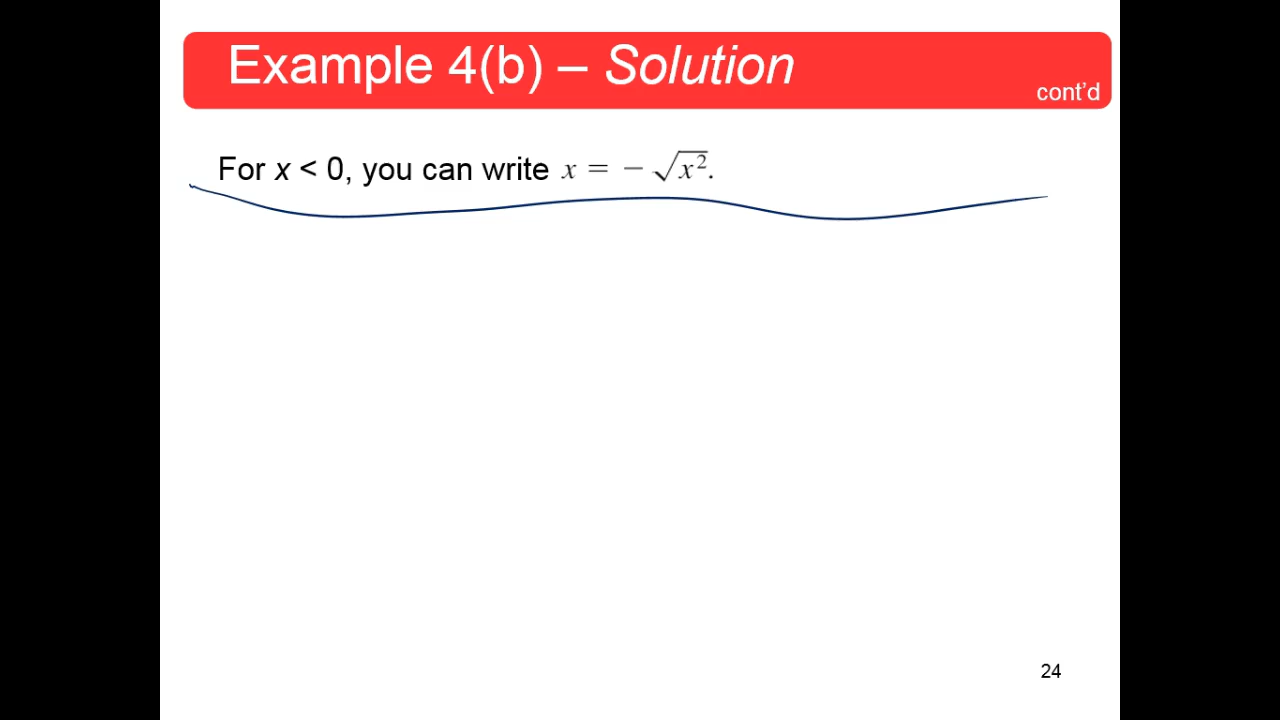 Example 4(b) – Solution
cont’d
For x < 0, you can write x = − √x².
24